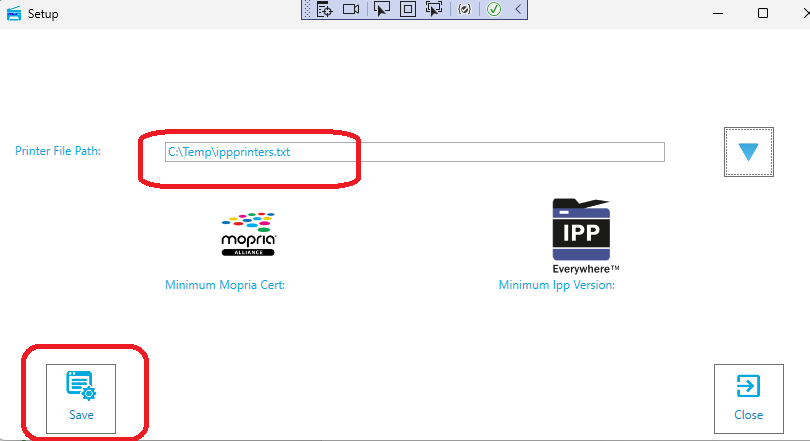 Setup
Printer File Path:
C:\Temp\ippprinters.txt
mopria
ALLIANCE
IPP
Everywhere™
Minimum Mopria Cert:
Minimum Ipp Version:
Save
Close